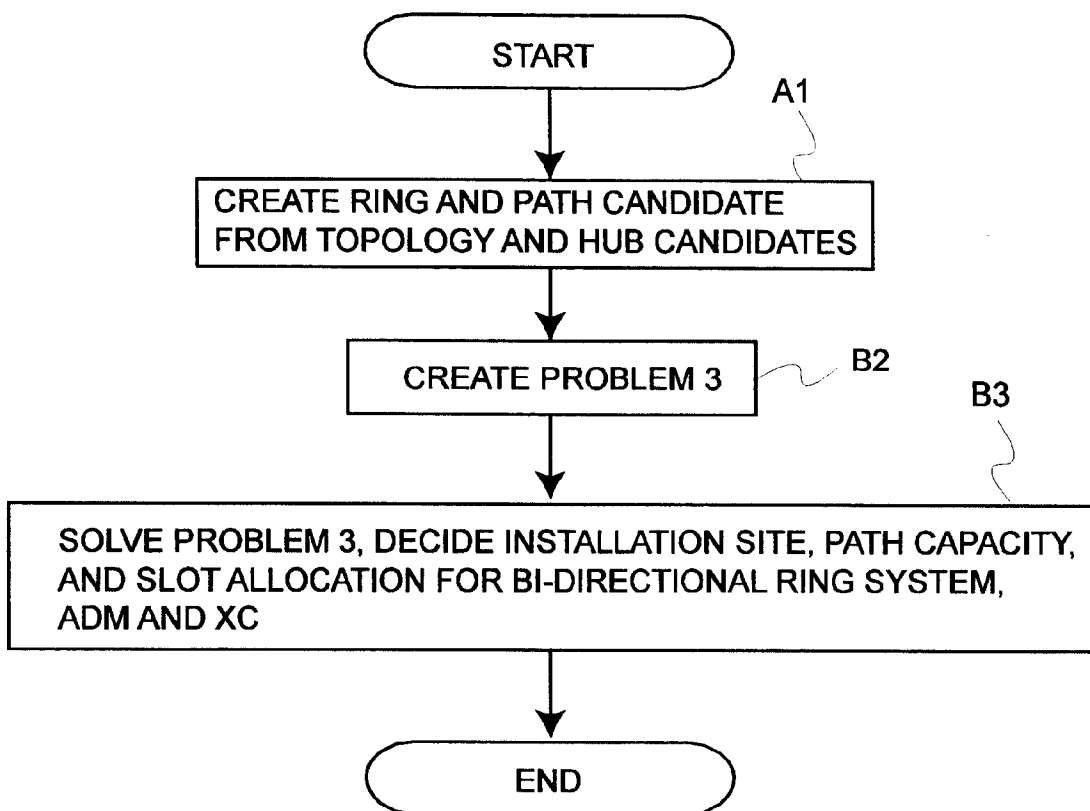 START
A1
CREATE RING AND PATH CANDIDATE
FROM TOPOLOGY AND HUB CANDIDATES
CREATE PROBLEM 3
B2
B3
SOLVE PROBLEM 3, DECIDE INSTALLATION SITE, PATH CAPACITY,
AND SLOT ALLOCATION FOR BI-DIRECTIONAL RING SYSTEM,
ADM AND XC
END